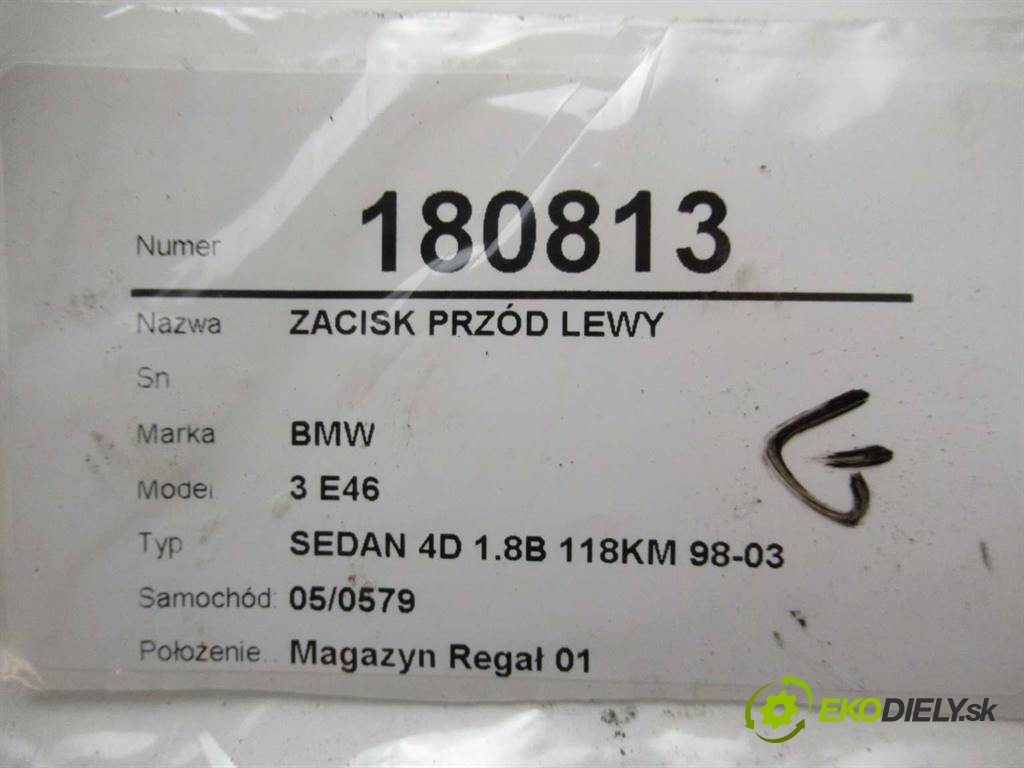 Numer 180813
Nazwa ZACISK PRZÓD LEWY
Sn
Marka BMW
Model 3 E46
Typ SEDAN 4D 1.8B 118KM 98-03
Samochód: 05/0579
Położenie.. Magazyn Regał 01
G
EKODIELY.sk